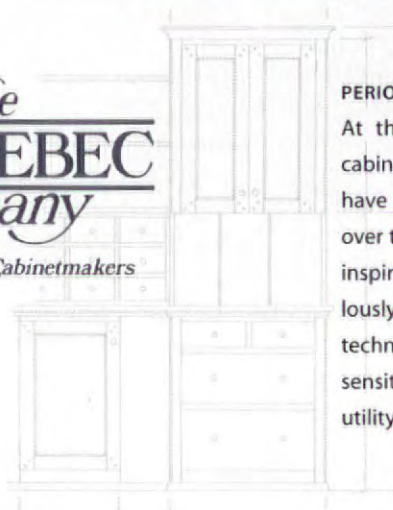 e
EBEC
any
Cabinetmakers
PERIO
At th
cabin
have
over t
inspir
lously
techn
sensit
utility